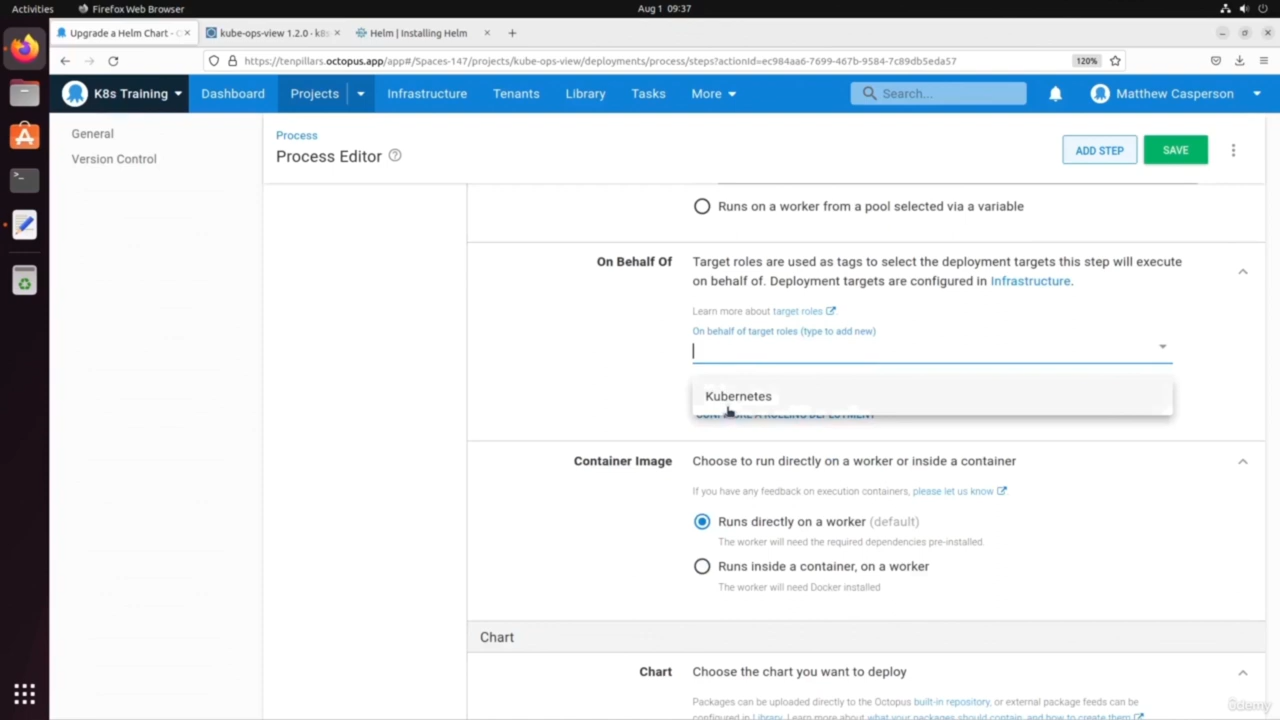 Activities
Firefox Web Browser
Aug 1 09:37
Upgrade a Helm Chart - C
kube-ops-view 1.2.0 · k8s
Helm | Installing Helm
https://tenpillars.octopus.app/app#/Spaces-147/projects/kube-ops-view/deployments/process/steps?actionId=ec984aa6-7699-467b-9584-7c89db5eda57
120%
K8s Training
Dashboard
Projects
Infrastructure
Tenants
Library
Tasks
More
Search...
Matthew Casperson
General
Version Control
Process
Process Editor
ADD STEP
SAVE
Runs on a worker from a pool selected via a variable
On Behalf Of
Target roles are used as tags to select the deployment targets this step will execute
on behalf of. Deployment targets are configured in Infrastructure.
Learn more about target roles
On behalf of target roles (type to add new)
Kubernetes
CONFIGURE A ROLLING DEPLOYMENT
Container Image
Choose to run directly on a worker or inside a container
If you have any feedback on execution containers, please let us know
Runs directly on a worker (default)
The worker will need the required dependencies pre-installed.
Runs inside a container, on a worker
The worker will need Docker installed
Chart
Chart
Choose the chart you want to deploy
Packages can be uploaded directly to the Octopus built-in repository, or external package feeds can be
configured in Library. Learn more about what your packages should contain, and how to create them
ûdemy